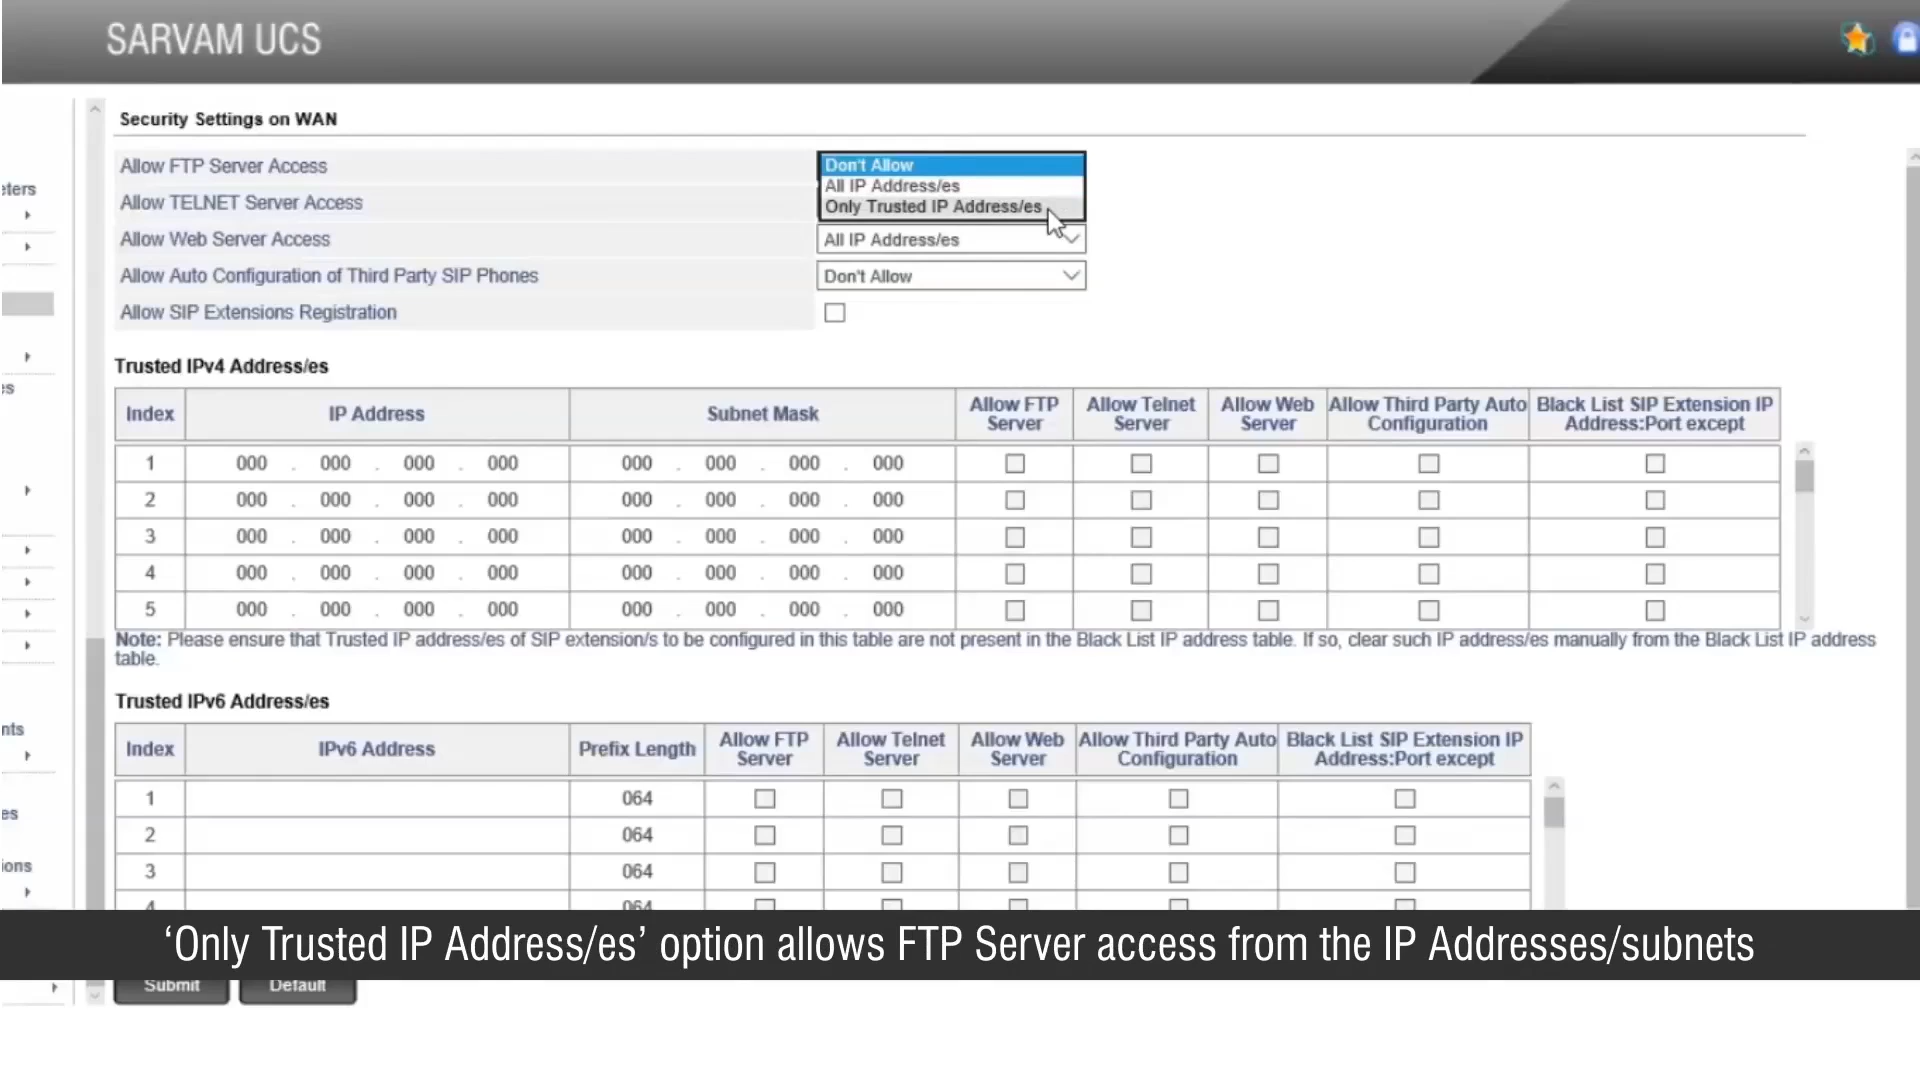 SARVAM UCS
Security Settings on WAN
Allow FTP Server Access
Don't Allow
All IP Address/es
Only Trusted IP Address/es
Allow TELNET Server Access
Allow Web Server Access
All IP Address/es
Allow Auto Configuration of Third Party SIP Phones
Don't Allow
Allow SIP Extensions Registration
eters
es
nts
es
ions
Trusted IPv4 Address/es
Index IP Address Subnet Mask Allow FTP Server Allow Telnet Server Allow Web Server Allow Third Party Auto Configuration Black List SIP Extension IP Address:Port except
1 000 . 000 . 000 . 000 000 . 000 . 000 . 000
2 000 . 000 . 000 . 000 000 . 000 . 000 . 000
3 000 . 000 . 000 . 000 000 . 000 . 000 . 000
4 000 . 000 . 000 . 000 000 . 000 . 000 . 000
5 000 . 000 . 000 . 000 000 . 000 . 000 . 000
Note: Please ensure that Trusted IP address/es of SIP extension/s to be configured in this table are not present in the Black List IP address table. If so, clear such IP address/es manually from the Black List IP address
table.
Trusted IPv6 Address/es
Index IPv6 Address Prefix Length Allow FTP Server Allow Telnet Server Allow Web Server Allow Third Party Auto Configuration Black List SIP Extension IP Address:Port except
1 064
2 064
3 064
4 064
‘Only Trusted IP Address/es’ option allows FTP Server access from the IP Addresses/subnets
Submit Default